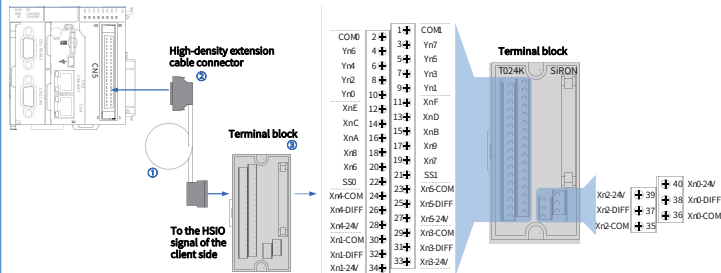 CN5
High-density extension
cable connector
②
①
Terminal block
③
To the HSIO
signal of the
client side
COM0 2
Yn6 4
Yn4 6
Yn2 8
Yn0 10
XnE 12
XnC 14
XnA 16
Xn8 18
Xn6 20
SS0 22
Xn4-COM 24
Xn4-DIFF 26
Xn4-24V 28
Xn1-COM 30
Xn1-DIFF 32
Xn1-24V 34
1 COM1
3 Yn7
5 Yn5
7 Yn3
9 Yn1
11 XnF
13 XnD
15 XnB
17 Xn9
19 Xn7
21 SS1
23 Xn5-COM
25 Xn5-DIFF
27 Xn5-24V
29 Xn3-COM
31 Xn3-DIFF
33 Xn3-24V
Terminal block
T024K SiRON
Xn2-24V 39
Xn2-DIFF 37
Xn2-COM 35
40 Xn0-24V
38 Xn0-DIFF
36 Xn0-COM